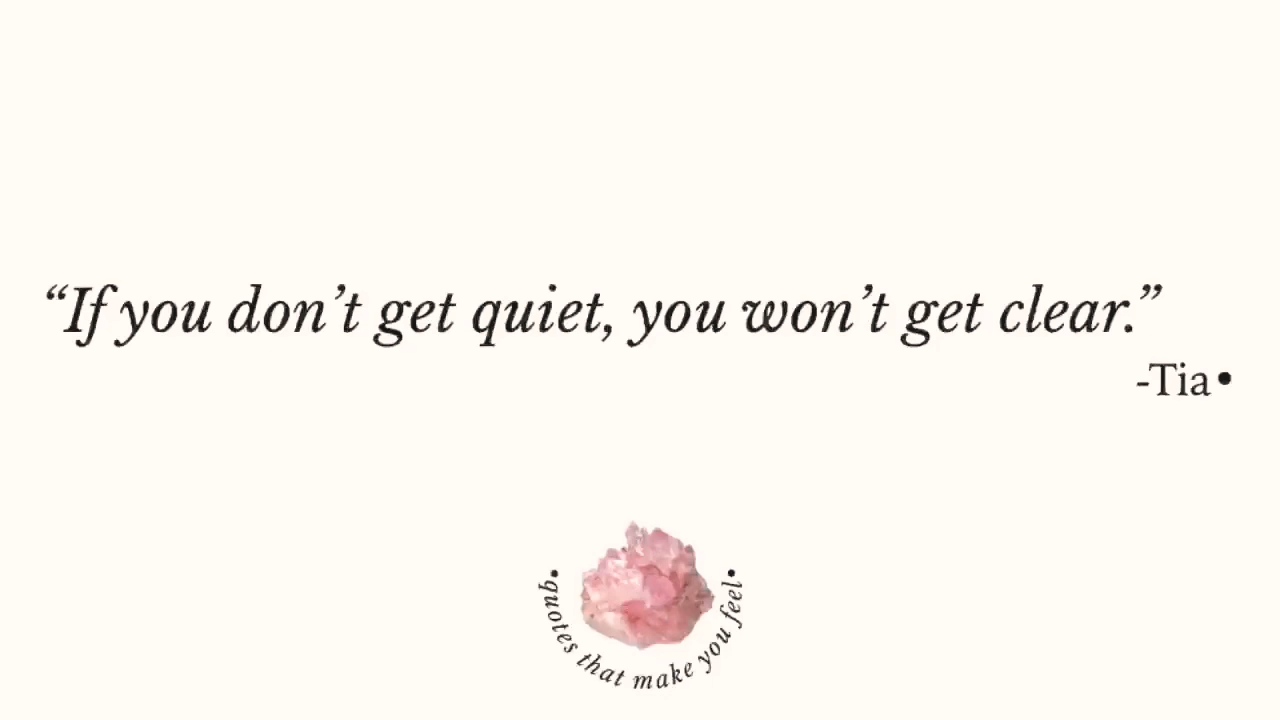 “If you don’t get quiet, you won’t get clear.”
-Tia•
•quotes that make you feel•